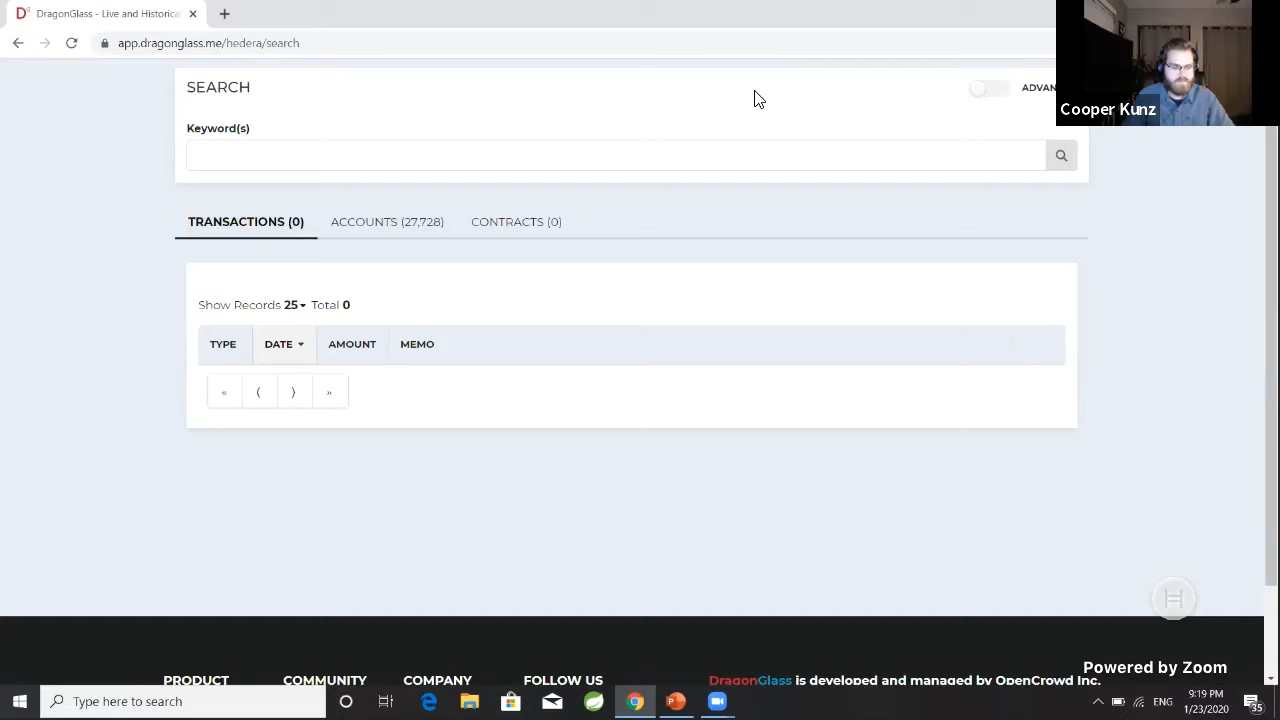 DragonGlass - Live and Historica
app.dragonglass.me/hedera/search
SEARCH
ADVAN
Cooper Kunz
Keyword(s)
TRANSACTIONS (0)
ACCOUNTS (27,728)
CONTRACTS (0)
Show Records 25 Total 0
TYPE
DATE
AMOUNT
MEMO
« ⟨ ⟩ »
Powered by Zoom
PRODUCT
COMMUNITY
COMPANY
FOLLOW US
DragonGlass is developed and managed by OpenCrowd Inc.
Type here to search
ENG
9:19 PM
1/23/2020
35